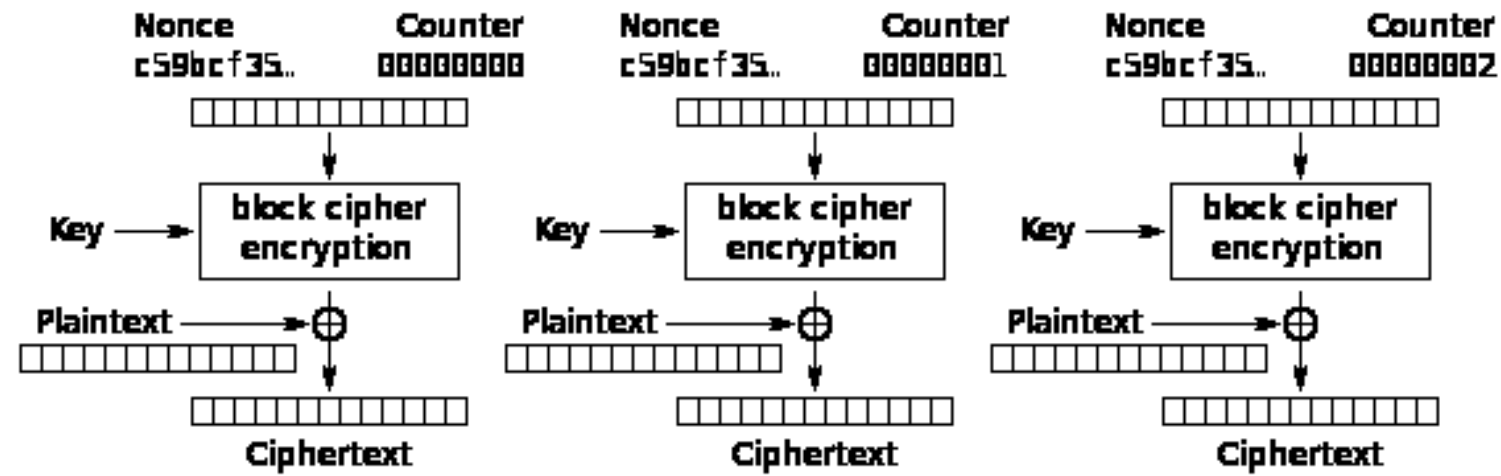 Nonce Counter Nonce Counter Nonce Counter
c59bcf35.. 00000000 c59bcf35.. 00000001 c59bcf35.. 00000002
block cipher block cipher block cipher
Key Key Key
encryption encryption encryption
Plaintext Plaintext Plaintext
Ciphertext Ciphertext Ciphertext